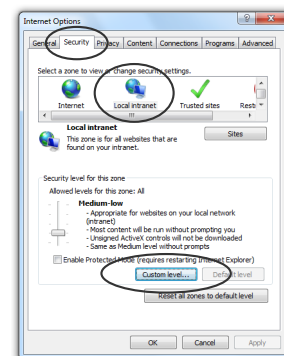 Internet Options
General Security Privacy Content Connections Programs Advanced
Select a zone to view or change security settings.
Internet Local intranet Trusted sites Restr
Local intranet
This zone is for all websites that are
found on your intranet.
Sites
Security level for this zone
Allowed levels for this zone: All
Medium-low
- Appropriate for websites on your local network
(intranet)
- Most content will be run without prompting you
- Unsigned ActiveX controls will not be downloaded
- Same as Medium level without prompts
Enable Protected Mode (requires restarting Internet Explorer)
Custom level... Default level
Reset all zones to default level
OK Cancel Apply